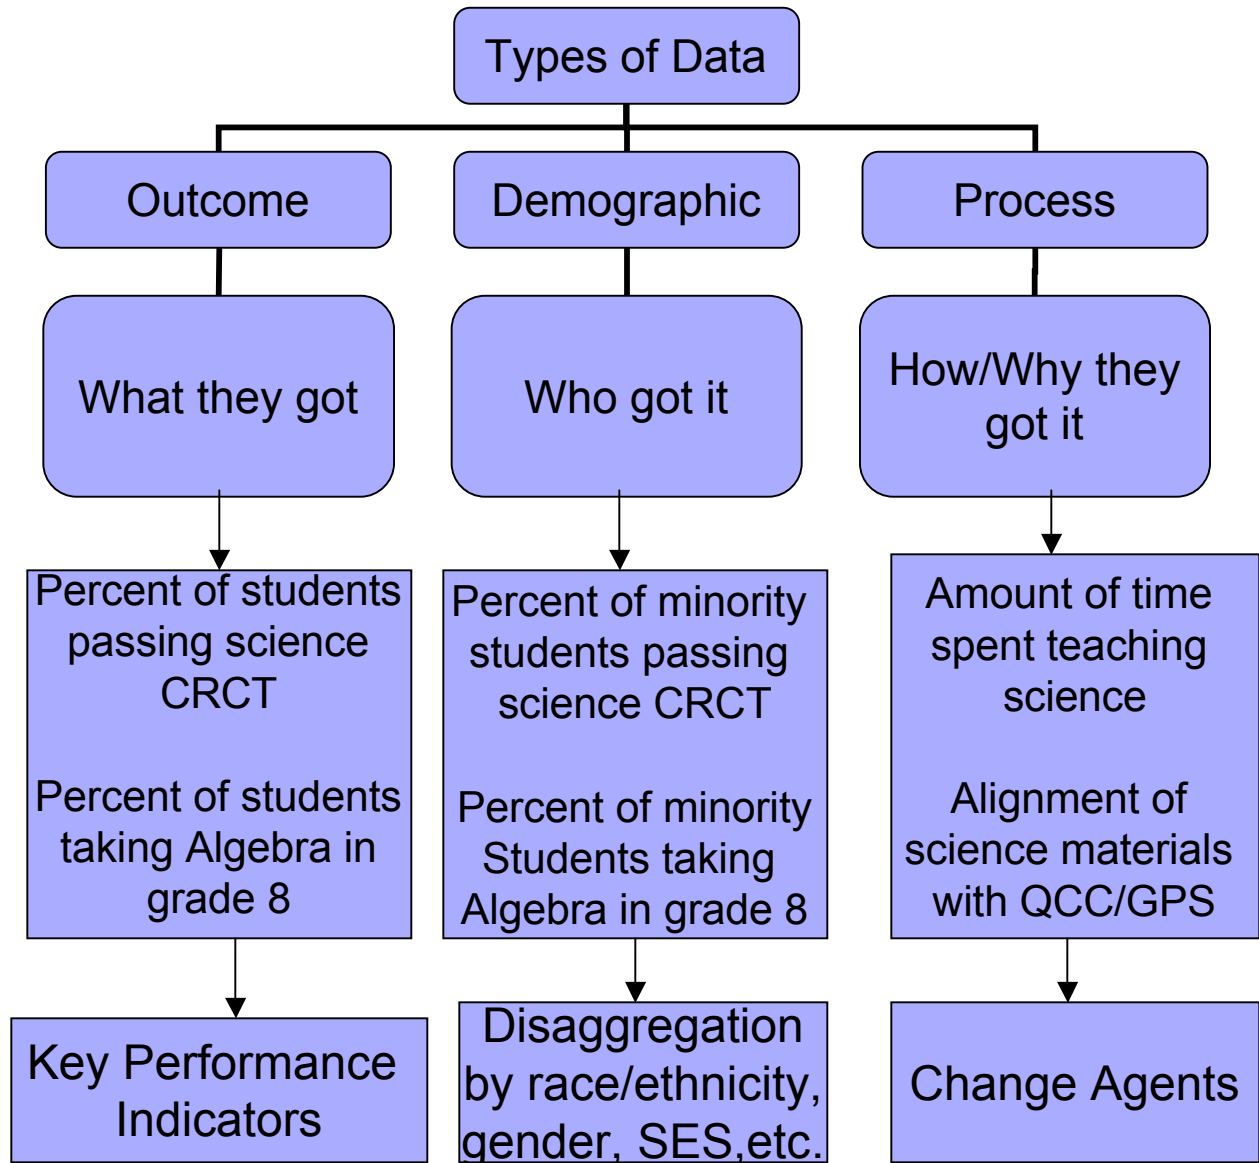 Types of Data
Outcome
Demographic
Process
What they got
Who got it
How/Why they
got it
Percent of students
passing science
CRCT
Percent of students
taking Algebra in
grade 8
Percent of minority
students passing
science CRCT
Percent of minority
Students taking
Algebra in grade 8
Amount of time
spent teaching
science
Alignment of
science materials
with QCC/GPS
Key Performance
Indicators
Disaggregation
by race/ethnicity,
gender, SES,etc.
Change Agents